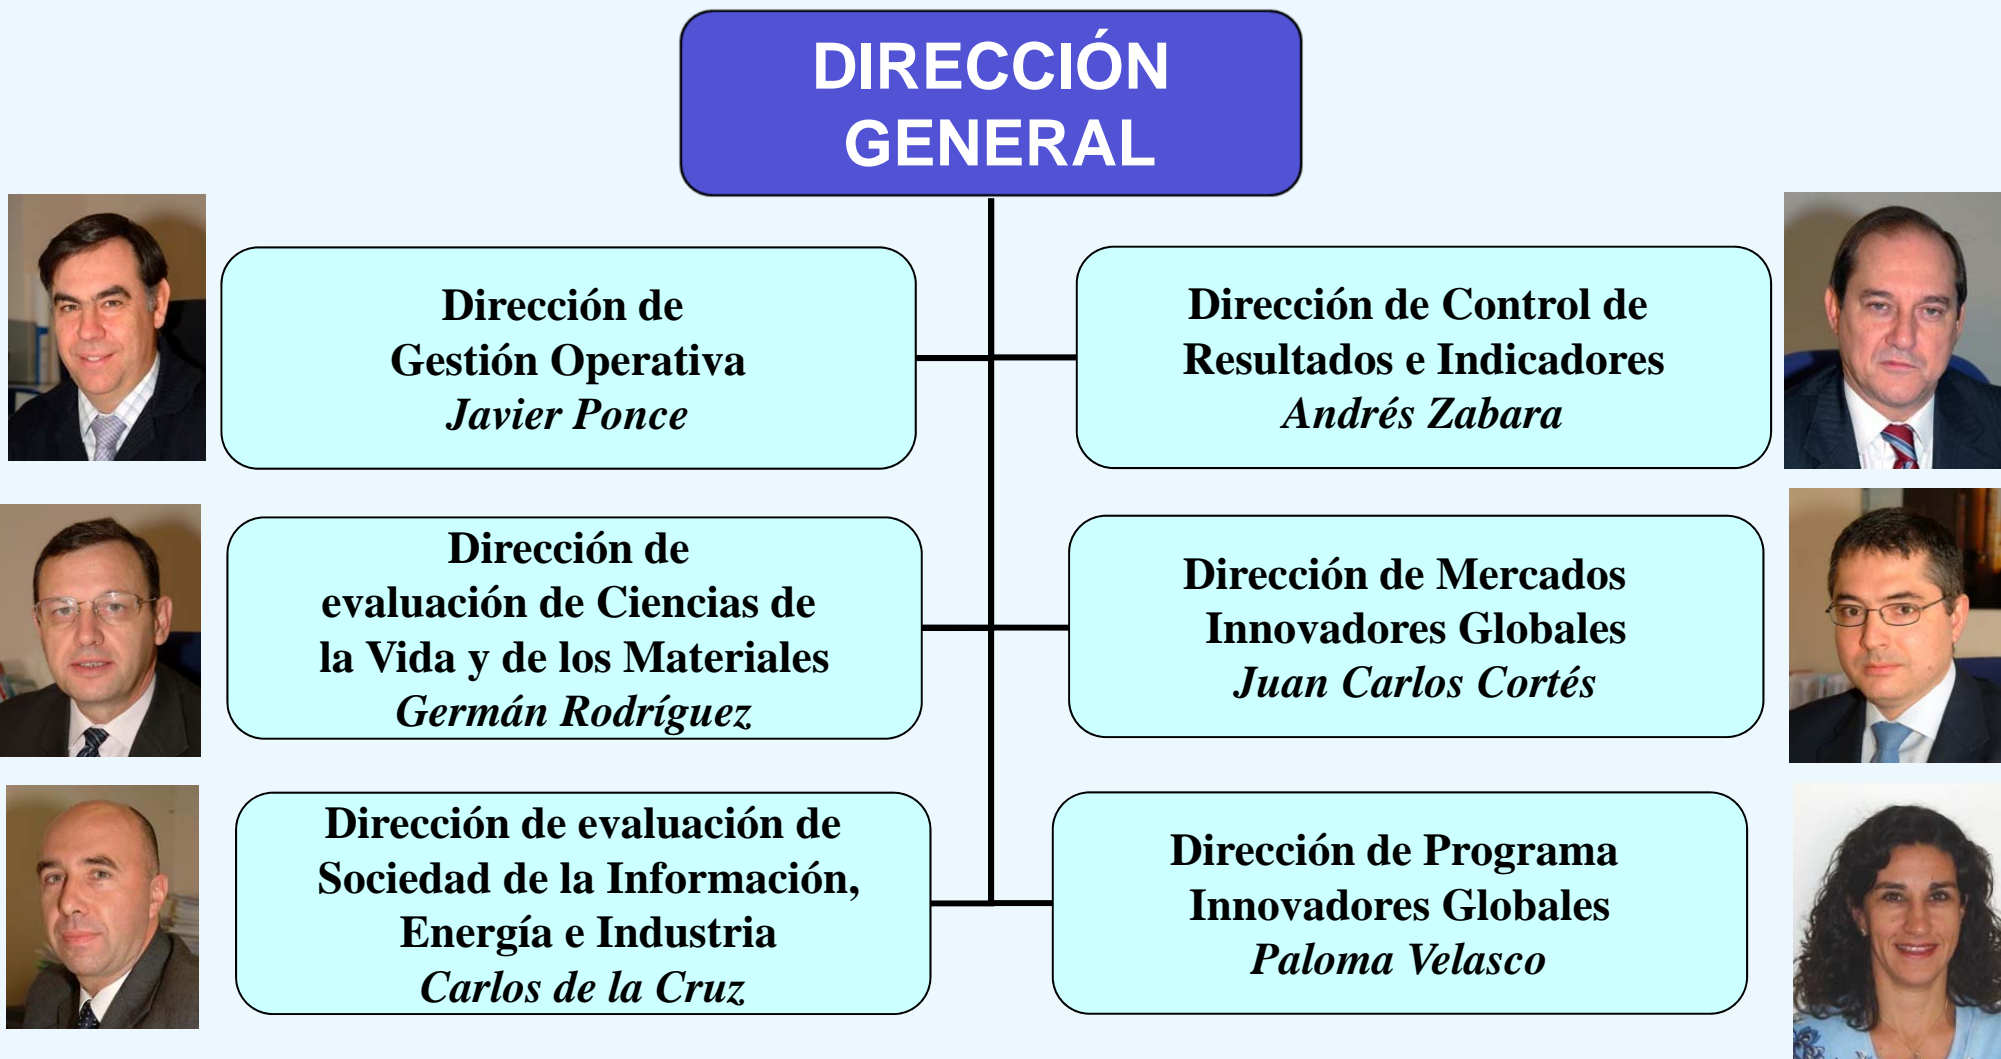 DIRECCIÓN
GENERAL
Dirección de
Gestión Operativa
Javier Ponce
Dirección de Control de
Resultados e Indicadores
Andrés Zabara
Dirección de
evaluación de Ciencias de
la Vida y de los Materiales
Germán Rodríguez
Dirección de Mercados
Innovadores Globales
Juan Carlos Cortés
Dirección de evaluación de
Sociedad de la Información,
Energía e Industria
Carlos de la Cruz
Dirección de Programa
Innovadores Globales
Paloma Velasco